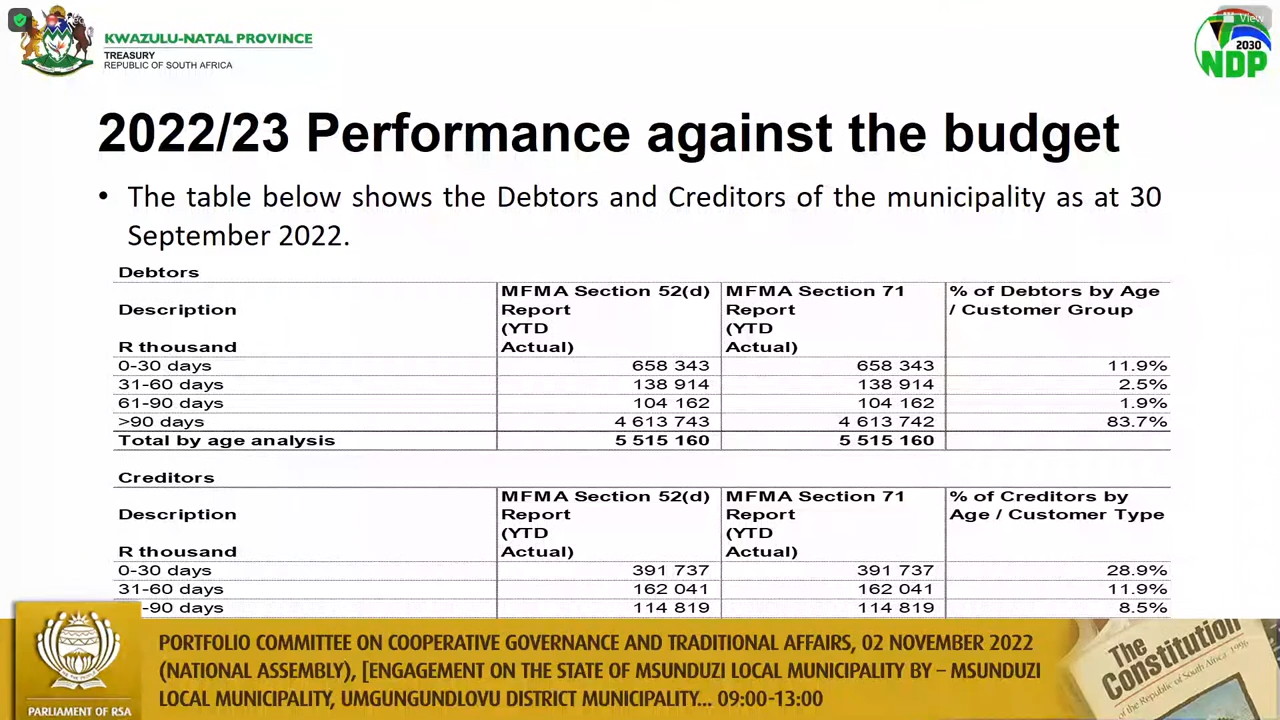 KWAZULU-NATAL PROVINCE
TREASURY
REPUBLIC OF SOUTH AFRICA
View
2030
NDP
2022/23 Performance against the budget
• The table below shows the Debtors and Creditors of the municipality as at 30
September 2022.
Debtors
Description R thousand MFMA Section 52(d) Report (YTD Actual) MFMA Section 71 Report (YTD Actual) % of Debtors by Age / Customer Group
0-30 days 658 343 658 343 11.9%
31-60 days 138 914 138 914 2.5%
61-90 days 104 162 104 162 1.9%
>90 days 4 613 743 4 613 742 83.7%
Total by age analysis 5 515 160 5 515 160
Creditors
Description R thousand MFMA Section 52(d) Report (YTD Actual) MFMA Section 71 Report (YTD Actual) % of Creditors by Age / Customer Type
0-30 days 391 737 391 737 28.9%
31-60 days 162 041 162 041 11.9%
-90 days 114 819 114 819 8.5%
PORTFOLIO COMMITTEE ON COOPERATIVE GOVERNANCE AND TRADITIONAL AFFAIRS, 02 NOVEMBER 2022
(NATIONAL ASSEMBLY), [ENGAGEMENT ON THE STATE OF MSUNDUZI LOCAL MUNICIPALITY BY – MSUNDUZI
LOCAL MUNICIPALITY, UMGUNGUNDLOVU DISTRICT MUNICIPALITY... 09:00-13:00
PARLIAMENT OF RSA
The
Constitution
of the Republic of South Africa, 1996